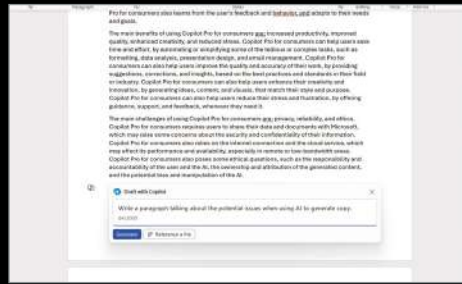 Pro for consumers also learns from the user's feedback and behavior, and adapts to their needs
and goals.
The main benefits of using Copilot Pro for consumers are: increased productivity, improved
quality, enhanced creativity, and reduced stress. Copilot Pro for consumers can help users save
time and effort, by automating or simplifying some of the tedious or complex tasks, such as
formatting, data analysis, presentation design, and email management. Copilot Pro for
consumers can also help users improve the quality and accuracy of their work, by providing
suggestions, corrections, and insights, based on the best practices and standards in their field
or industry. Copilot Pro for consumers can also help users enhance their creativity and
innovation, by generating ideas, content, and visuals, that match their style and purpose.
Copilot Pro for consumers can also help users reduce their stress and frustration, by offering
guidance, support, and feedback, whenever they need it.
The main challenges of using Copilot Pro for consumers are: privacy, reliability, and ethics.
Copilot Pro for consumers requires users to share their data and documents with Microsoft,
which may raise some concerns about the security and confidentiality of their information.
Copilot Pro for consumers also relies on the internet connection and the cloud service, which
may affect its performance and availability, especially in remote or low-bandwidth areas.
Copilot Pro for consumers also poses some ethical questions, such as the responsibility and
accountability of the user and the AI, the ownership and attribution of the generated content,
and the potential bias and manipulation of the AI.
Draft with Copilot
Write a paragraph talking about the potential issues when using AI to generate copy.
Generate
Reference a file